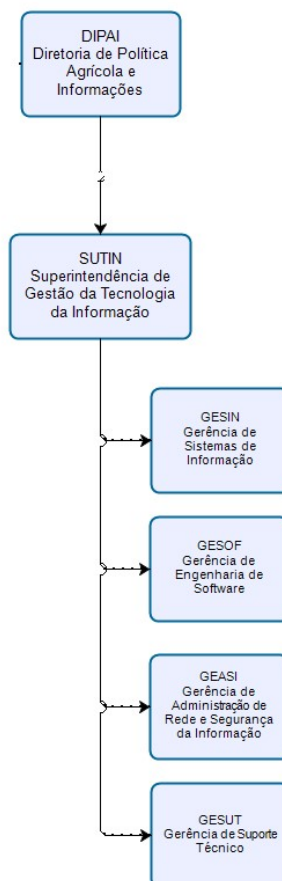 DIPAI
Diretoria de Política
Agrícola e
Informações
SUTIN
Superintendência de
Gestão da Tecnologia
da Informação
GESIN
Gerência de
Sistemas de
Informação
GESOF
Gerência de
Engenharia de
Software
GEASI
Gerência de
Administração de
Rede e Segurança
da Informação
GESUT
Gerência de Suporte
Técnico